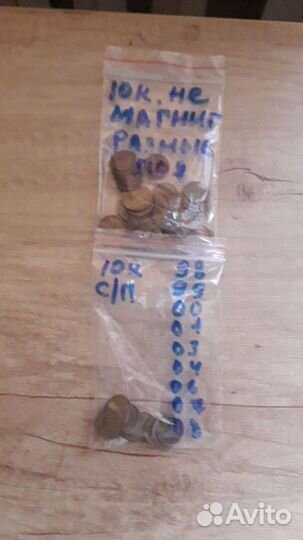 10к. не
магнит
разные
10к 98
с/п 99
00
01
03
04
06
07
08
Avito